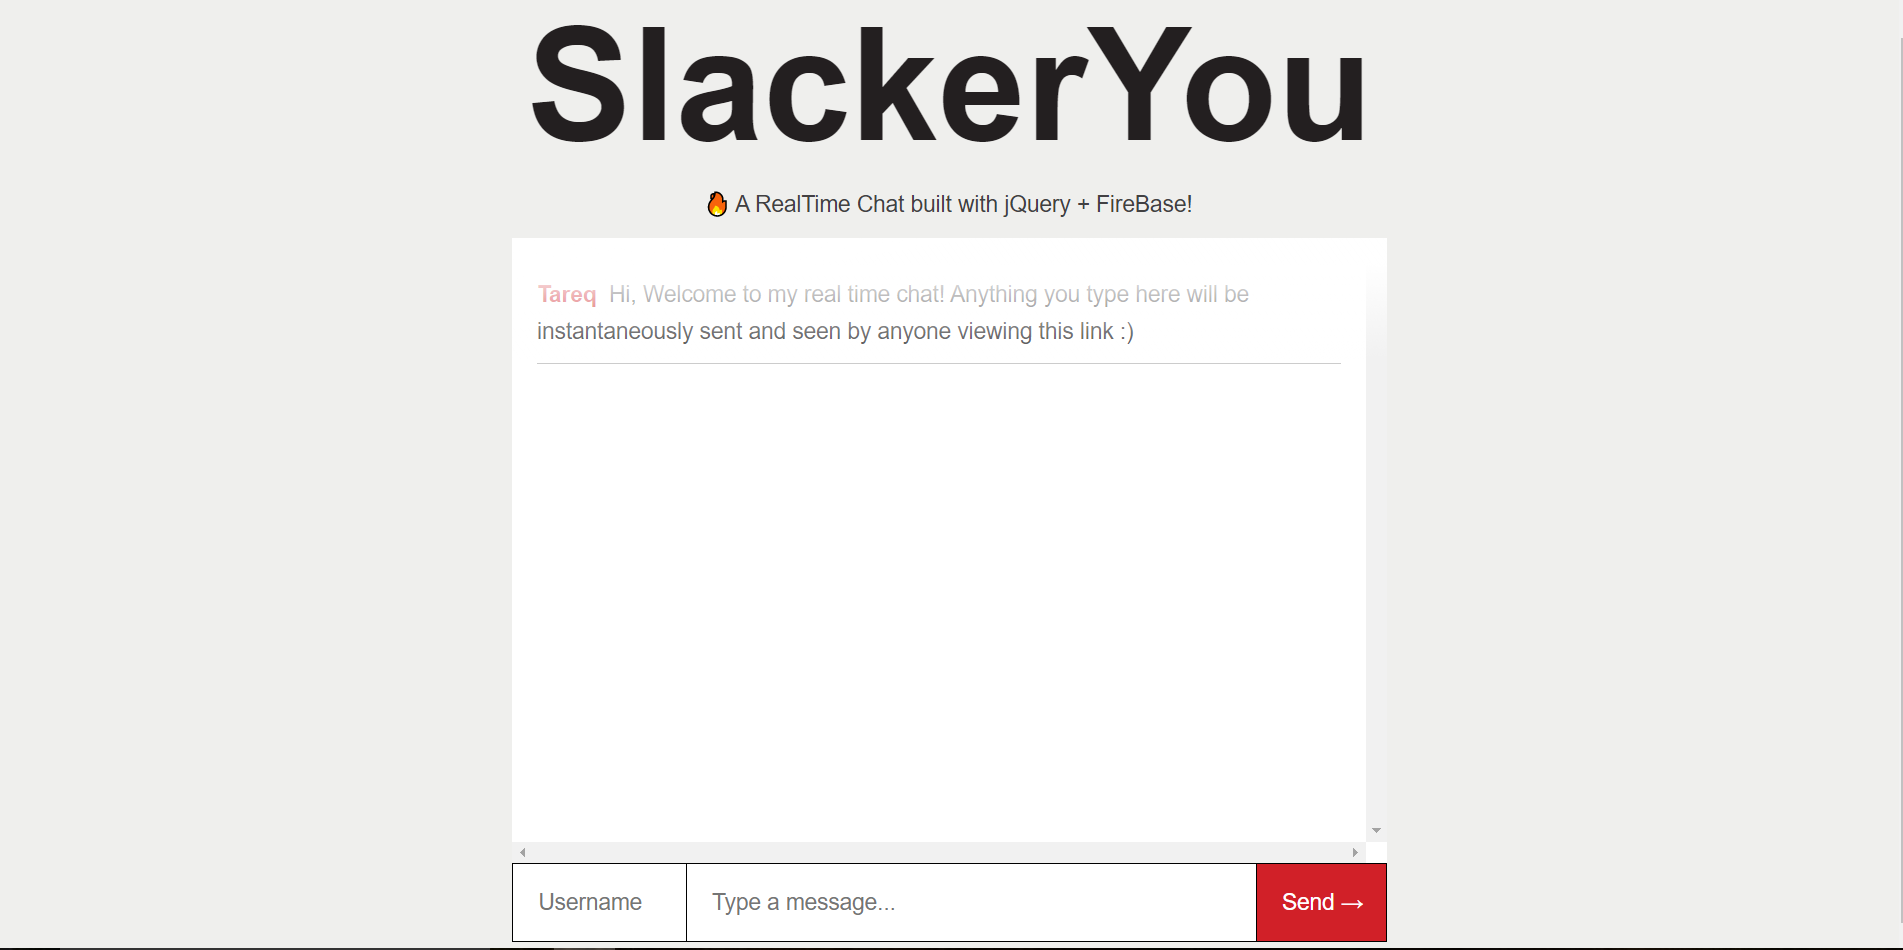 SlackerYou
🔥 A RealTime Chat built with jQuery + FireBase!
Tareq Hi, Welcome to my real time chat! Anything you type here will be
instantaneously sent and seen by anyone viewing this link :)
Username
Type a message...
Send →